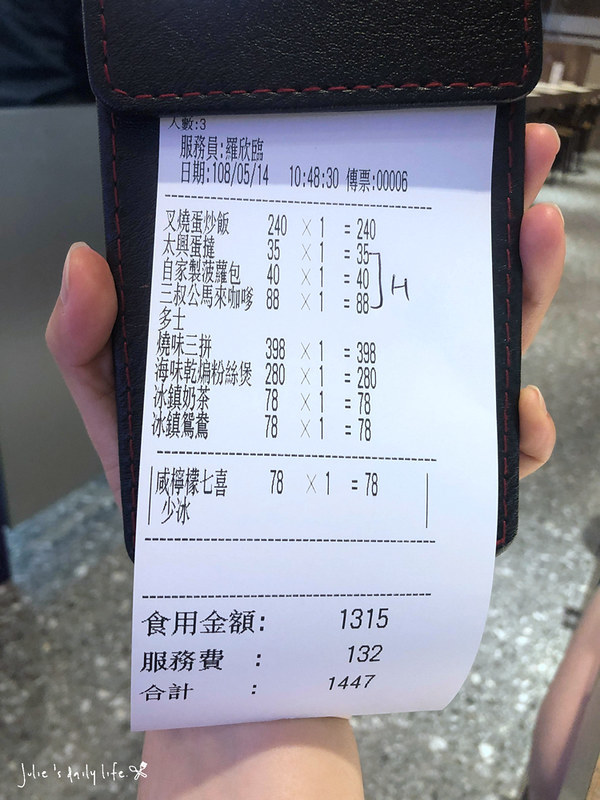 人數:3
服務員:羅欣臨
日期:108/05/14 10:48:30 傳票:00006
叉燒蛋炒飯 240 × 1 = 240
太興蛋撻 35 × 1 = 35
自家製菠蘿包 40 × 1 = 40
三叔公馬來咖嗲 88 × 1 = 88
多士
H
燒味三拼 398 × 1 = 398
海味乾煸粉絲煲 280 × 1 = 280
冰鎮奶茶 78 × 1 = 78
冰鎮鴛鴦 78 × 1 = 78
咸檸檬七喜 78 × 1 = 78
少冰
食用金額: 1315
服務費 : 132
合計 : 1447
Julie's daily life